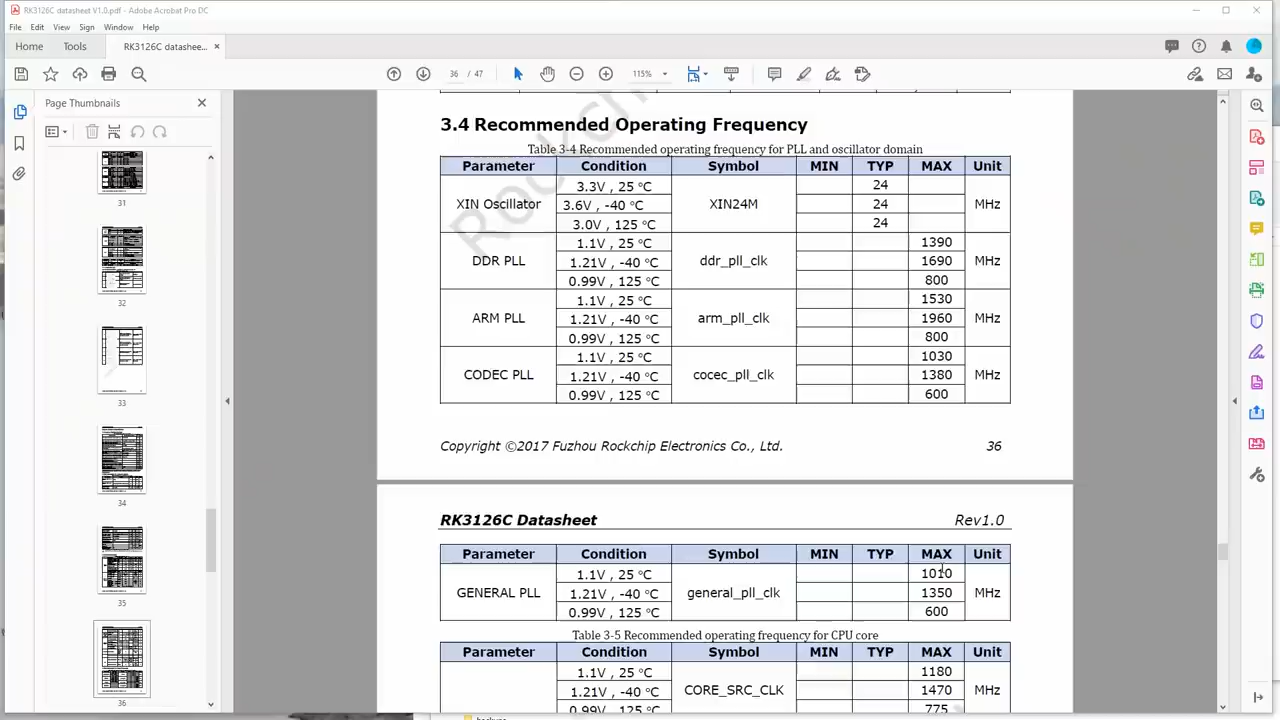 RK3126C datasheet V1.0.pdf - Adobe Acrobat Pro DC
File Edit View Sign Window Help
Home Tools RK3126C datashee... ×
36 / 47 115%
Page Thumbnails
31
32
33
34
35
36
3.4 Recommended Operating Frequency
Table 3-4 Recommended operating frequency for PLL and oscillator domain
Parameter Condition Symbol MIN TYP MAX Unit
XIN Oscillator 3.3V , 25 °C XIN24M 24 MHz
3.6V , -40 °C 24
3.0V , 125 °C 24
DDR PLL 1.1V , 25 °C ddr_pll_clk 1390 MHz
1.21V , -40 °C 1690
0.99V , 125 °C 800
ARM PLL 1.1V , 25 °C arm_pll_clk 1530 MHz
1.21V , -40 °C 1960
0.99V , 125 °C 800
CODEC PLL 1.1V , 25 °C cocec_pll_clk 1030 MHz
1.21V , -40 °C 1380
0.99V , 125 °C 600
Copyright ©2017 Fuzhou Rockchip Electronics Co., Ltd. 36
RK3126C Datasheet Rev1.0
Parameter Condition Symbol MIN TYP MAX Unit
GENERAL PLL 1.1V , 25 °C general_pll_clk 1010 MHz
1.21V , -40 °C 1350
0.99V , 125 °C 600
Table 3-5 Recommended operating frequency for CPU core
Parameter Condition Symbol MIN TYP MAX Unit
1.1V , 25 °C CORE_SRC_CLK 1180 MHz
1.21V , -40 °C 1470
0.99V , 125 °C 775